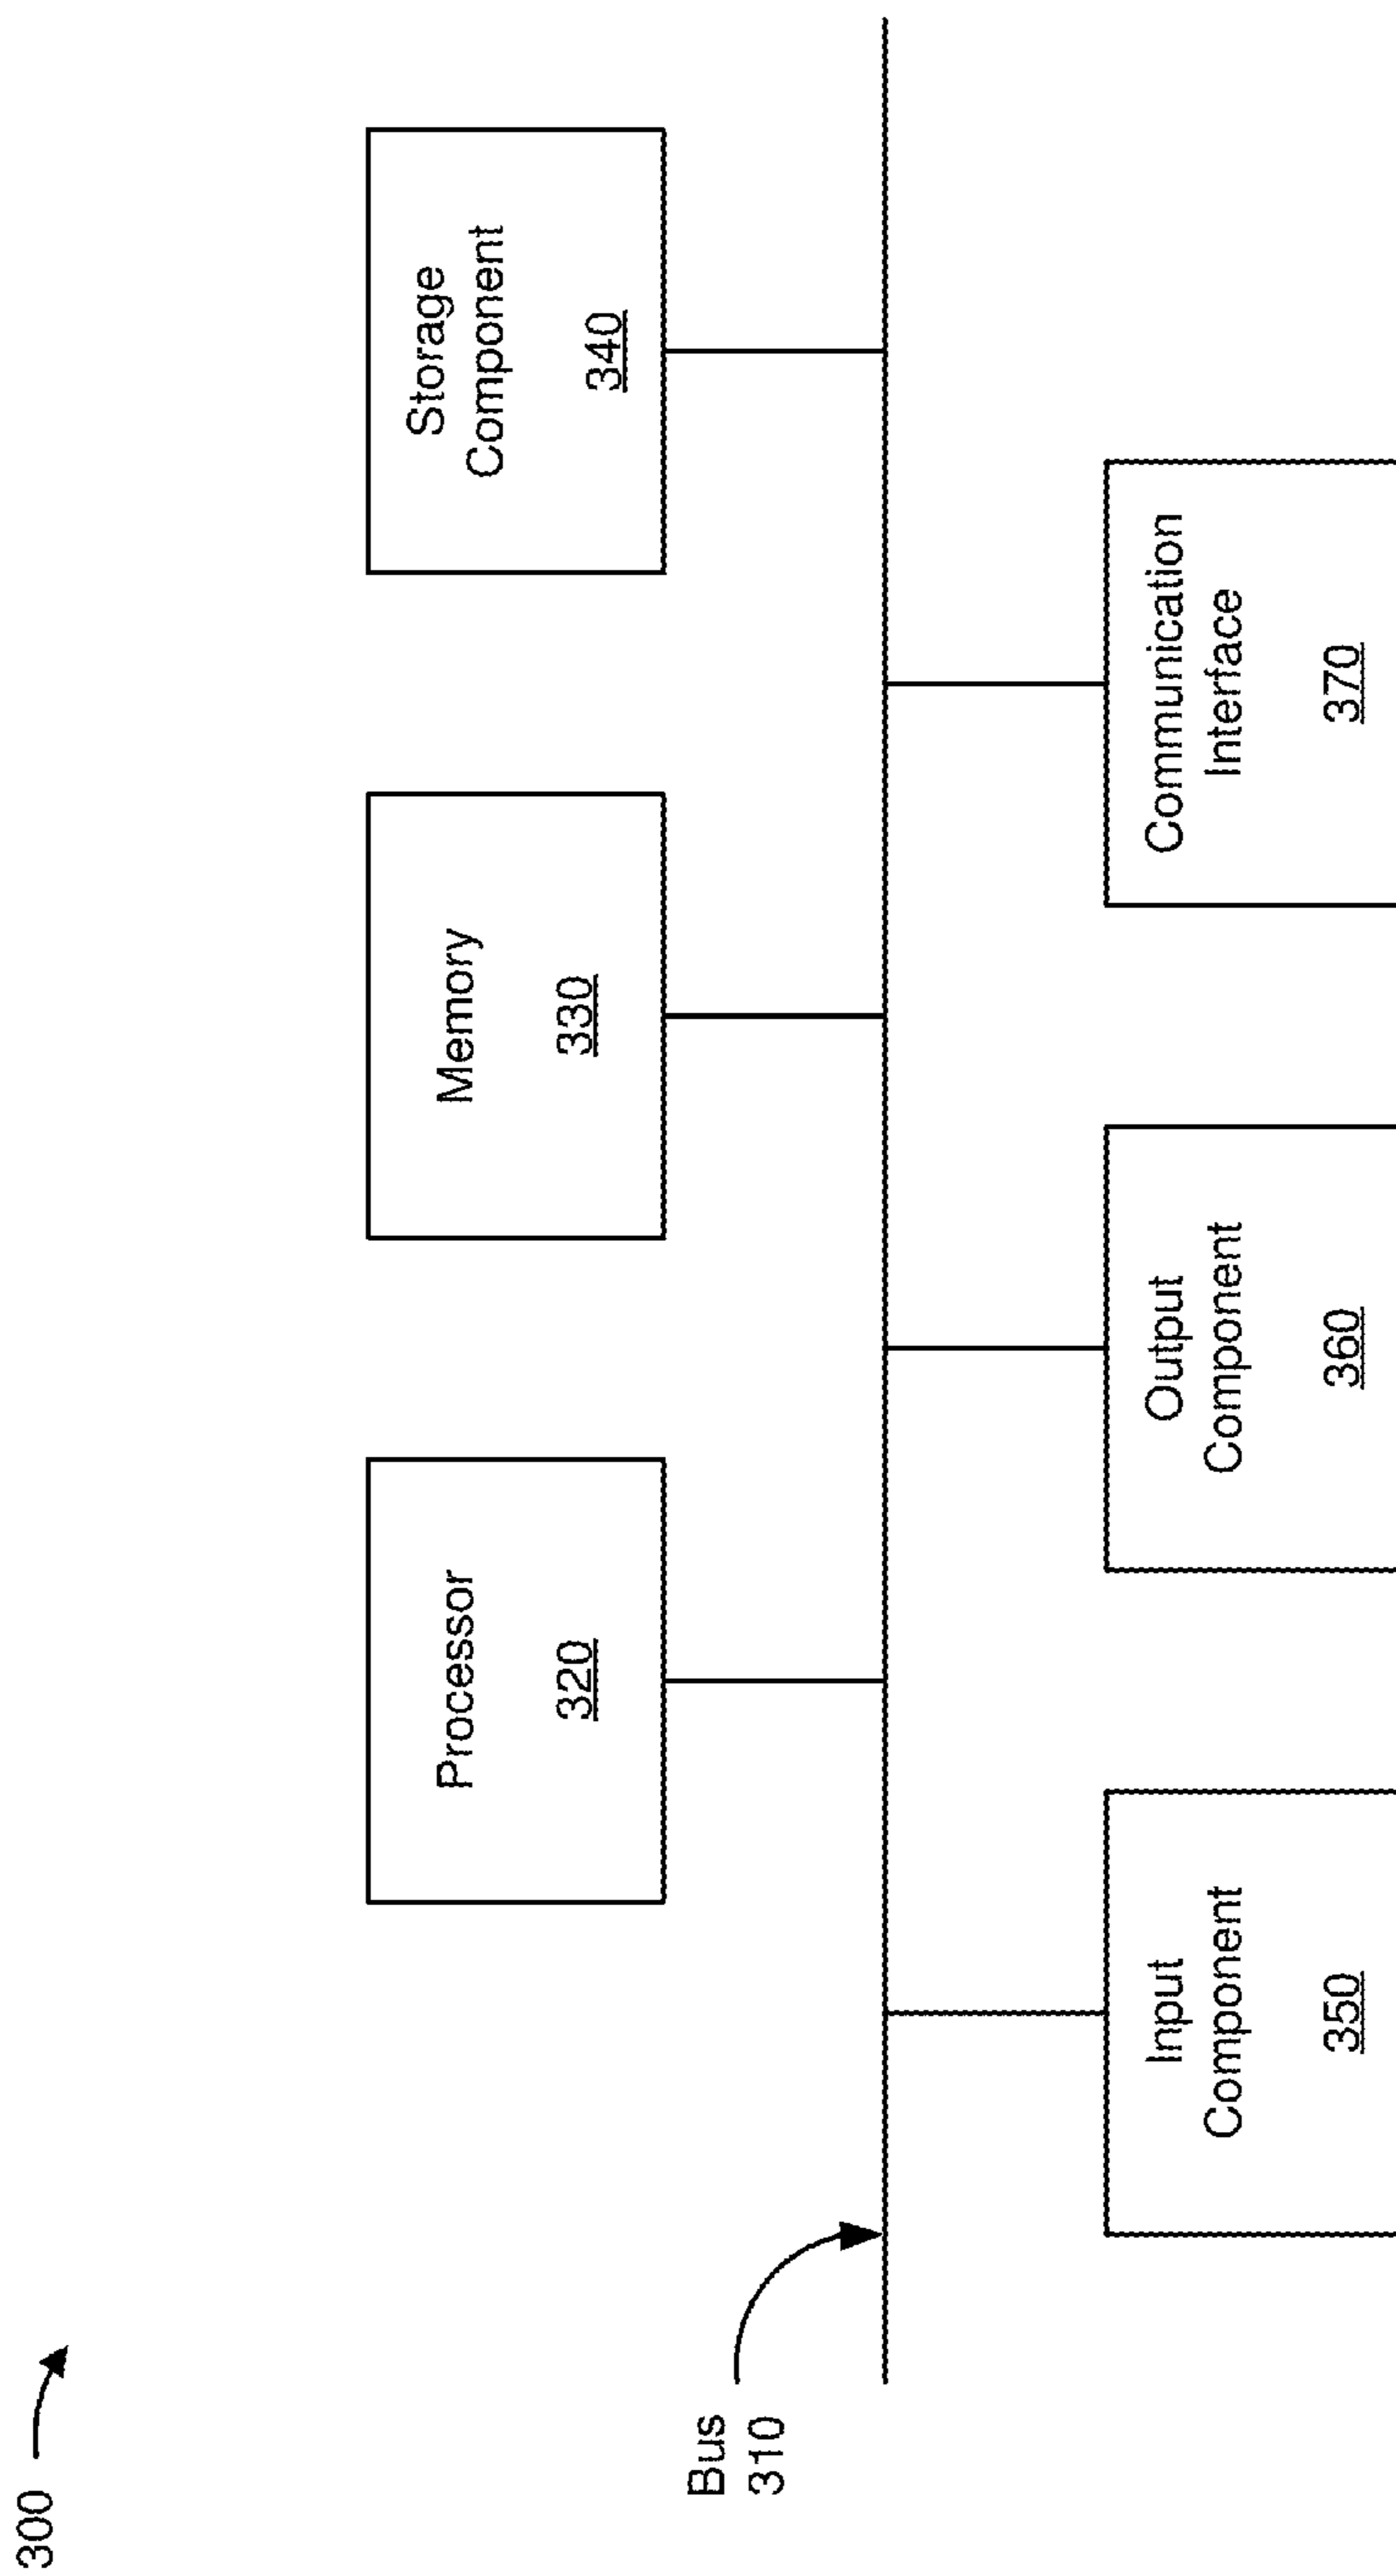 300
Processor
320
Memory
330
Storage
Component
340
Bus
310
Input
Component
350
Output
Component
360
Communication
Interface
370